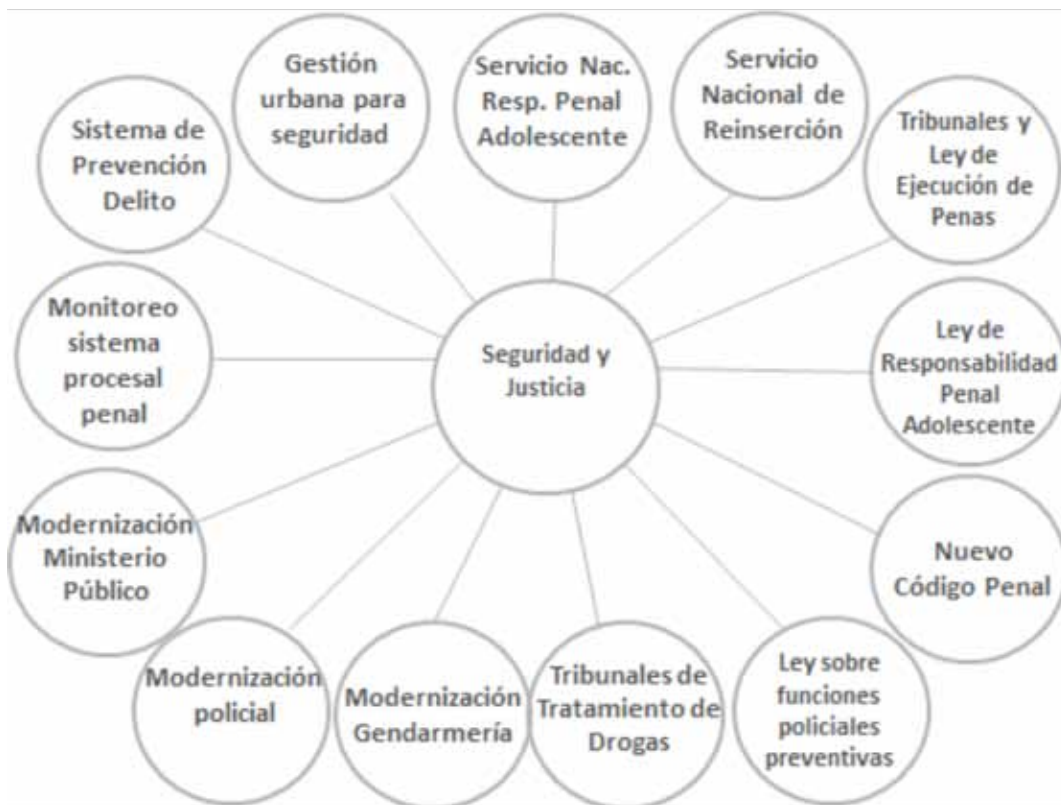 Gestión
urbana para
seguridad
Servicio Nac.
Resp. Penal
Adolescente
Servicio
Nacional de
Reinserción
Tribunales y
Ley de
Ejecución de
Penas
Ley de
Responsabilidad
Penal
Adolescente
Nuevo
Código Penal
Ley sobre
funciones
policiales
preventivas
Tribunales de
Tratamiento de
Drogas
Modernización
Gendarmería
Modernización
policial
Modernización
Ministerio
Público
Monitoreo
sistema
procesal
penal
Sistema de
Prevención
Delito
Seguridad y
Justicia